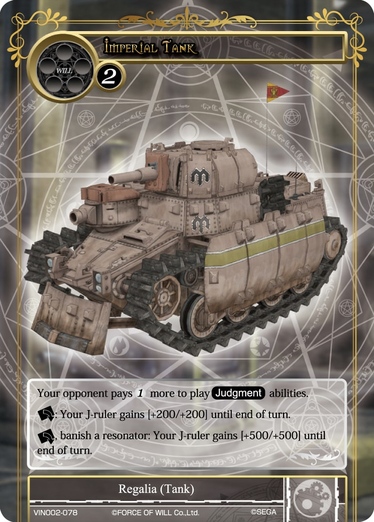 Imperial Tank
WILL
2
Your opponent pays 1 more to play Judgment abilities.
: Your J-ruler gains [+200/+200] until end of turn.
, banish a resonator: Your J-ruler gains [+500/+500] until
end of turn.
Regalia (Tank)
VIN002-078 ©FORCE OF WILL Co.,Ltd. ©SEGA